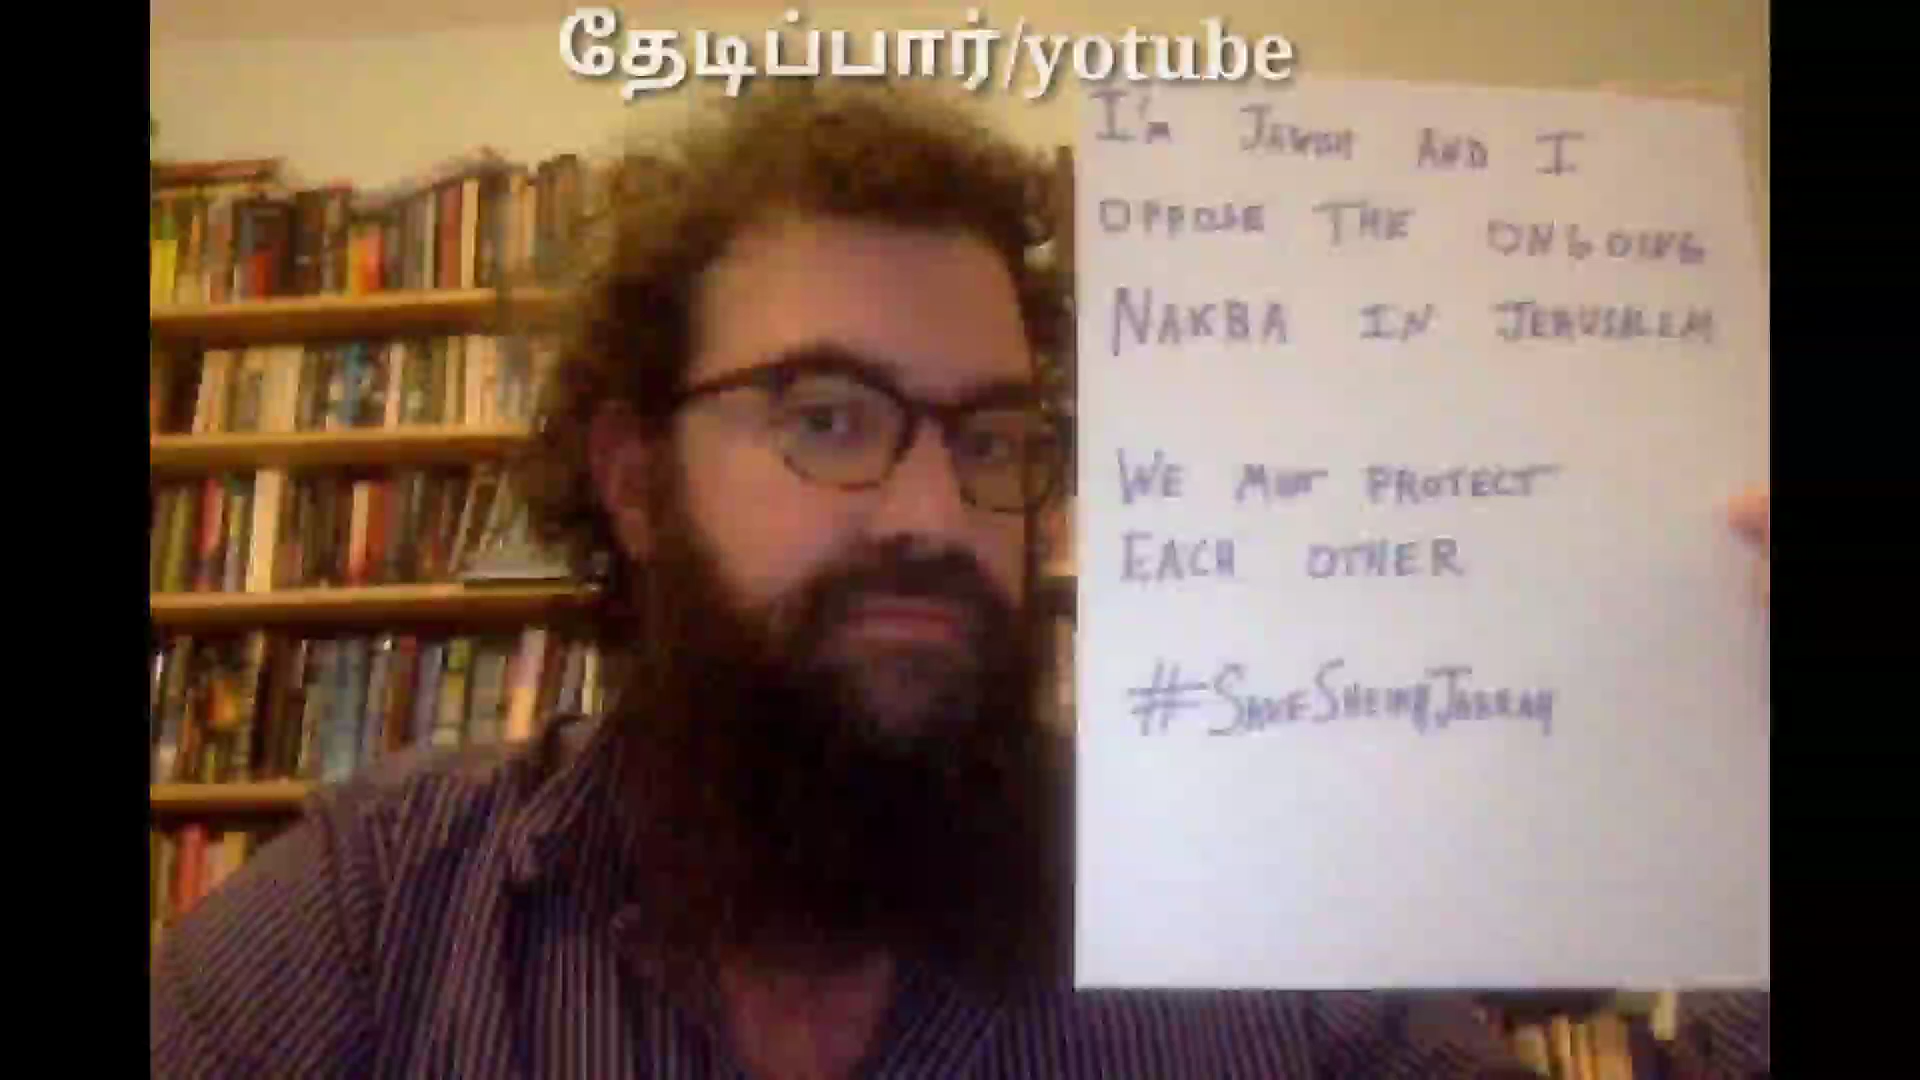 தேடிப்பார்/yotube
I'm JEWISH AND I
OPPOSE THE ONGOING
NAKBA IN JERUSALEM
WE MUST PROTECT
EACH OTHER
#SAVESHEIKHJARRAH